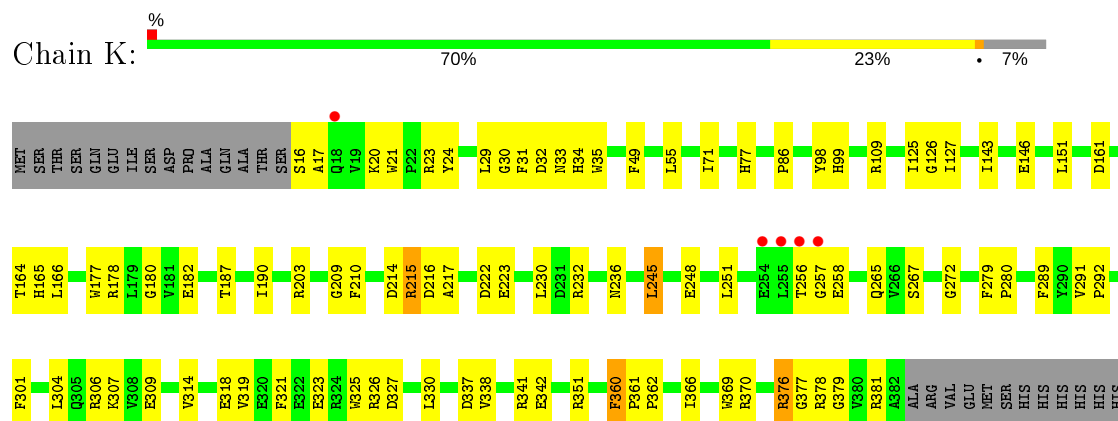 %
Chain K:
70% 23% • 7%
MET SER THR SER GLN GLU ILE SER ASP PRO ALA GLN ALA THR SER S16 A17 Q18 V19 K20 W21 P22 R23 Y24 L29 G30 F31 D32 N33 H34 W35 F49 L55 I71 H77 P86 Y98 H99 R109 I125 G126 I127 I143 E146 L151 D161
T164 H165 L166 W177 R178 L179 G180 V181 E182 T187 I190 R203 G209 F210 D214 R215 D216 A217 D222 E223 L230 D231 R232 N236 L245 E248 L251 E254 L255 T256 G257 E258 Q265 V266 S267 G272 F279 P280 F289 Y290 V291 P292
F301 L304 Q305 R306 K307 V308 E309 V314 E318 V319 E320 F321 E322 E323 R324 W325 R326 D327 L330 D337 V338 R341 E342 R351 F360 P361 P362 I366 W369 R370 R376 G377 R378 G379 V380 R381 A382 ALA ARG VAL GLU MET SER HIS HIS HIS HIS HIS HIS